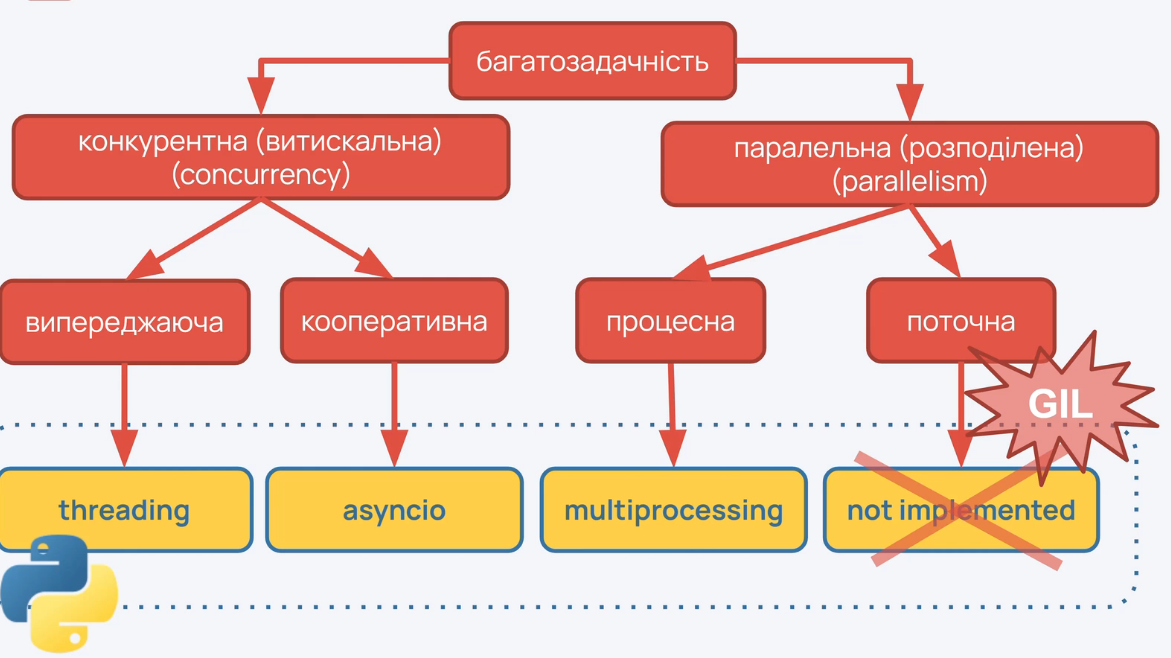 багатозадачність
конкурентна (витискальна)
(concurrency)
паралельна (розподілена)
(parallelism)
випереджаюча
кооперативна
процесна
поточна
GIL
threading
asyncio
multiprocessing
not implemented